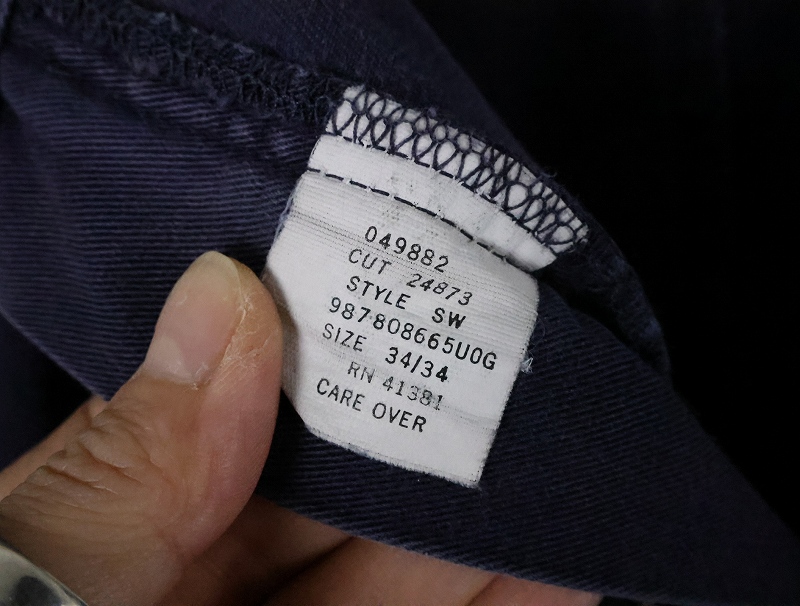 049882
CUT 24873
STYLE SW
987808665U0G
SIZE 34/34
RN 41381
CARE OVER